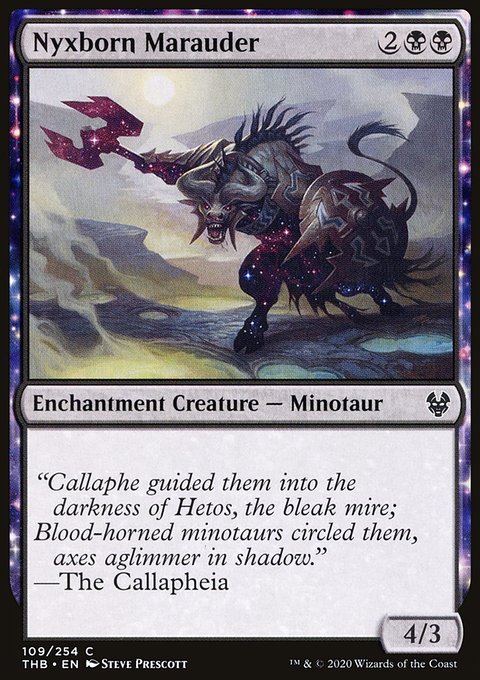 Nyxborn Marauder 2
Enchantment Creature — Minotaur
“Callaphe guided them into the
darkness of Hetos, the bleak mire;
Blood-horned minotaurs circled them,
axes aglimmer in shadow.”
—The Callapheia
4/3
109/254 C
THB • EN Steve Prescott
™ & © 2020 Wizards of the Coast